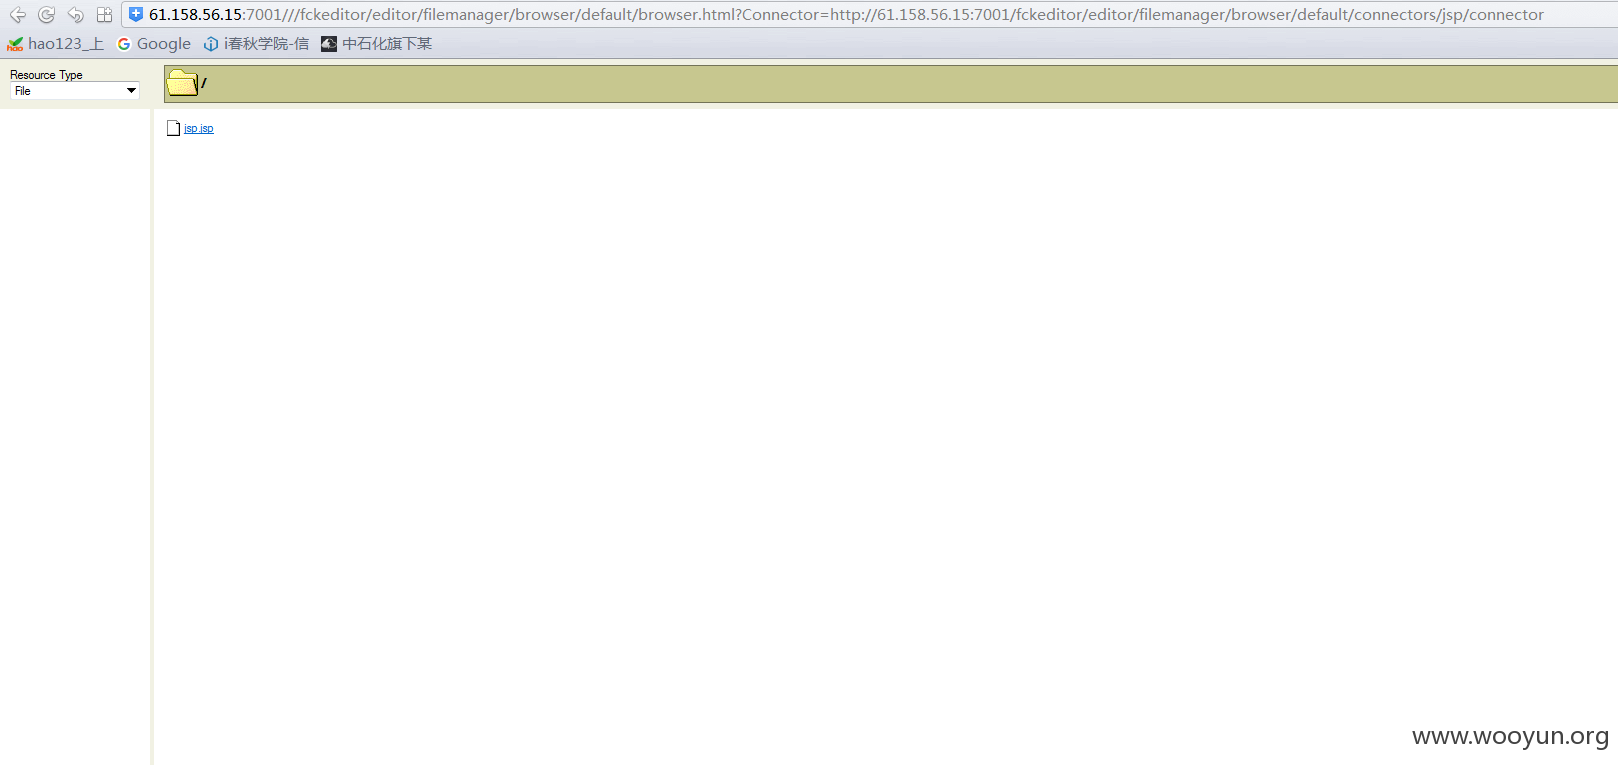 61.158.56.15:7001///fckeditor/editor/filemanager/browser/default/browser.html?Connector=http://61.158.56.15:7001/fckeditor/editor/filemanager/browser/default/connectors/jsp/connector
hao123_上 Google i春秋学院-信 中石化旗下某
Resource Type
File
/
jsp.jsp
www.wooyun.org